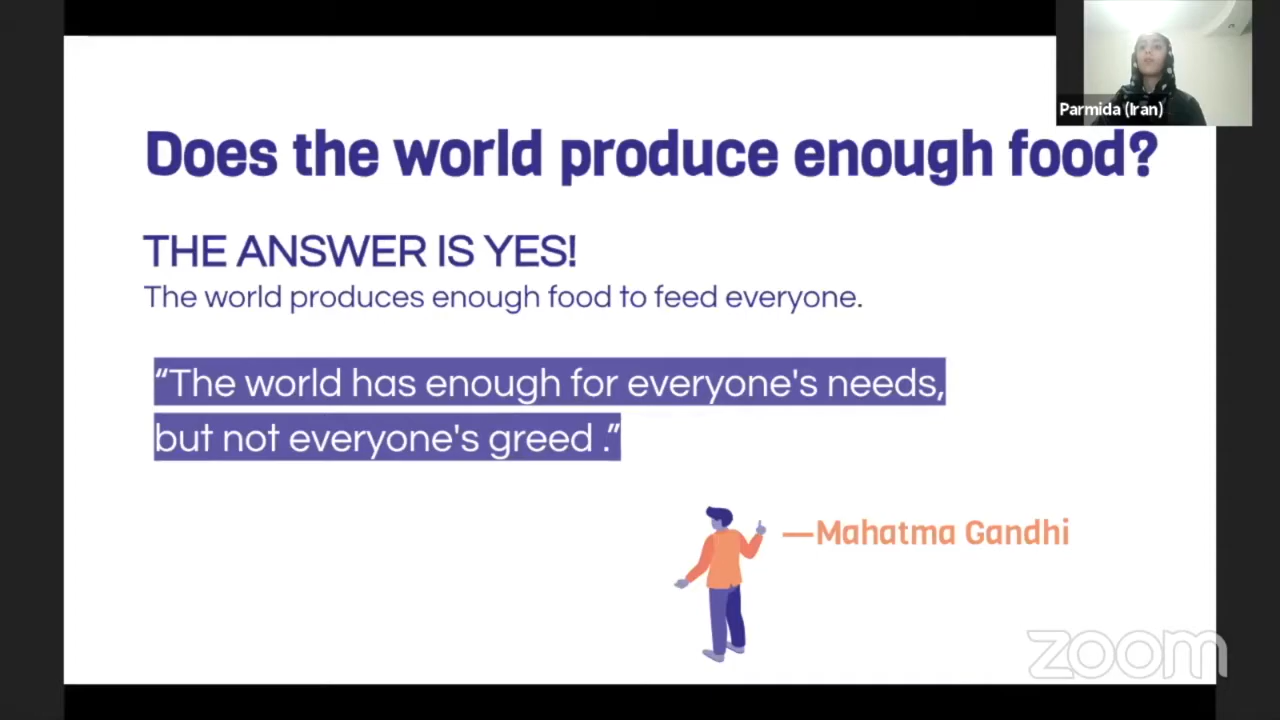 Parmida (Iran)
Does the world produce enough food?
THE ANSWER IS YES!
The world produces enough food to feed everyone.
“The world has enough for everyone's needs,
but not everyone's greed .”
—Mahatma Gandhi
zoom